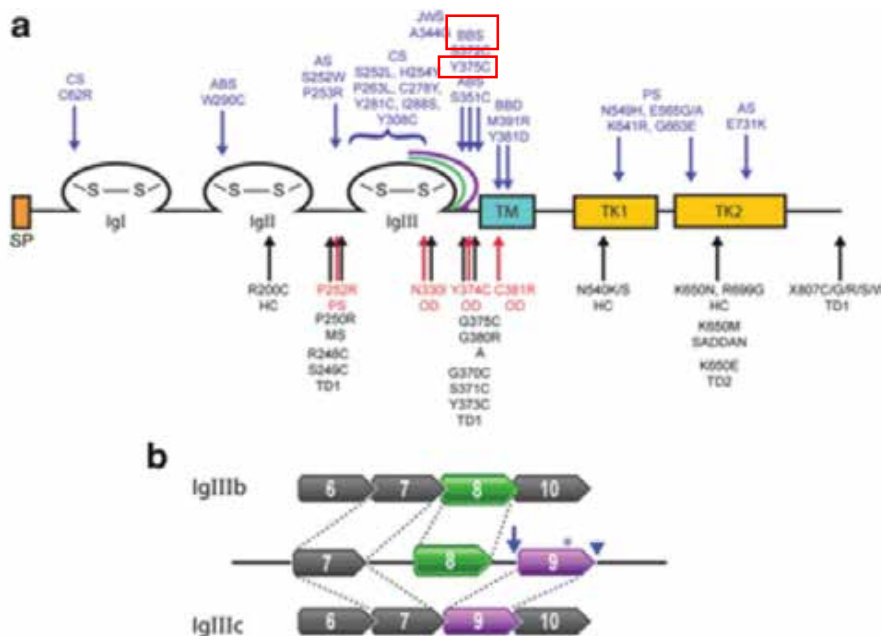 a
JWS
A344G
BBS
S372C
Y375C
ABS
S351C
AS
S252W
P253R
CS
S252L, H254Y,
P263L, C278Y,
Y281C, I288S,
Y308C
CS
C62R
ABS
W290C
BBD
M391R
Y381D
PS
N549H, E565G/A
K641R, G663E
AS
E731K
S S
S S
S S
IgI
IgII
IgIII
TM
TK1
TK2
SP
R200C
HC
P252R
PS
P250R
MS
R248C
S249C
TD1
N330I
OD
Y374C
OD
G375C
G380R
A
G370C
S371C
Y373C
TD1
C381R
OD
N540K/S
HC
K650N, R699G
HC
K650M
SADDAN
K650E
TD2
X807C/G/R/S/W
TD1
b
IgIIIb
6 7 8 10
7 8 9 *
IgIIIc
6 7 9 10